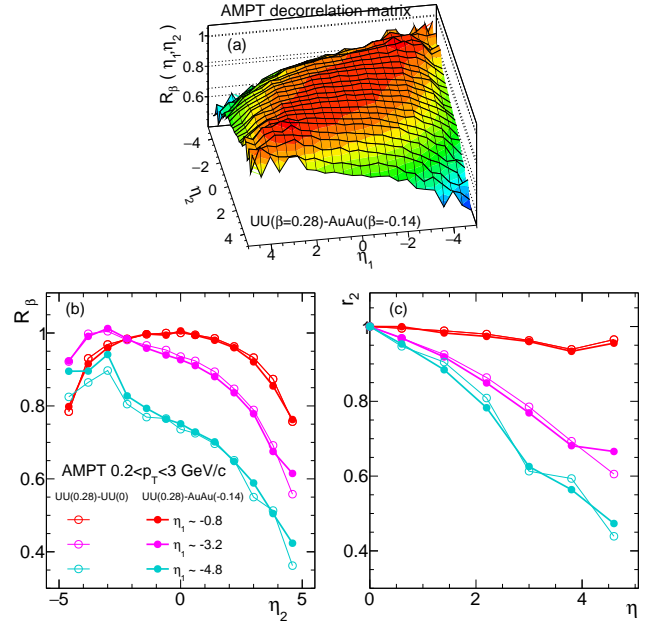 AMPT decorrelation matrix
(a)
R_β ( η_1, η_2 )
1
0.8
0.6
−4
−2
0
2
4
η_2
4
2
0
−2
−4
η_1
UU(β=0.28)-AuAu(β=-0.14)
R_β
(b)
1
0.8
0.6
0.4
AMPT 0.2<p_T<3 GeV/c
UU(0.28)-UU(0) UU(0.28)-AuAu(-0.14)
η_1 ~ -0.8
η_1 ~ -3.2
η_1 ~ -4.8
−5
0
5
η_2
r_2
(c)
1
0.8
0.6
0.4
0
2
4
η